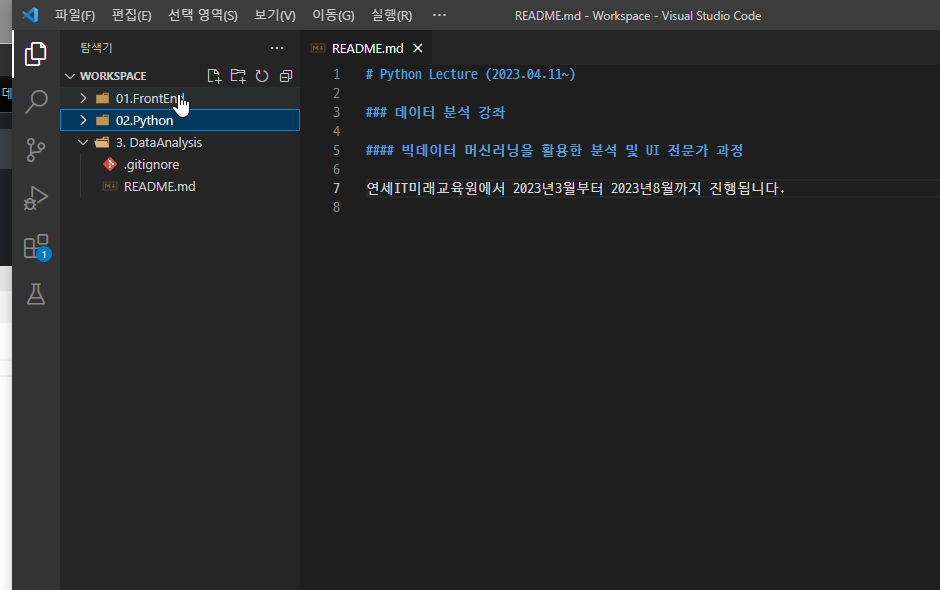 파일(F) 편집(E) 선택 영역(S) 보기(V) 이동(G) 실행(R) ··· README.md - Workspace - Visual Studio Code
탐색기 ···
README.md
WORKSPACE
01.FrontEnd
02.Python
3. DataAnalysis
.gitignore
README.md
1 # Python Lecture (2023.04.11~)
2
3 ### 데이터 분석 강좌
4
5 #### 빅데이터 머신러닝을 활용한 분석 및 UI 전문가 과정
6
7 연세IT미래교육원에서 2023년3월부터 2023년8월까지 진행됩니다.
8
데
1